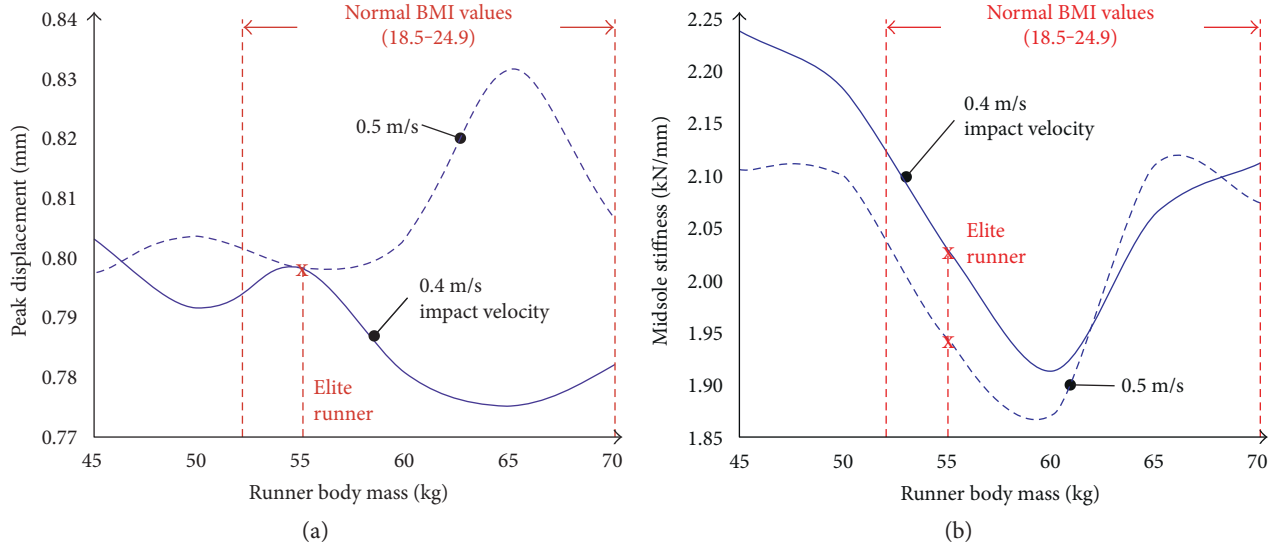 Normal BMI values
(18.5-24.9)
0.84
0.83
0.82
0.81
0.80
0.79
0.78
0.77
Peak displacement (mm)
0.5 m/s
0.4 m/s
impact velocity
X
Elite
runner
45
50
55
60
65
70
Runner body mass (kg)
(a)
Normal BMI values
(18.5-24.9)
2.25
2.20
2.15
2.10
2.05
2.00
1.95
1.90
1.85
Midsole stiffness (kN/mm)
0.4 m/s
impact velocity
Elite
runner
X
X
0.5 m/s
45
50
55
60
65
70
Runner body mass (kg)
(b)